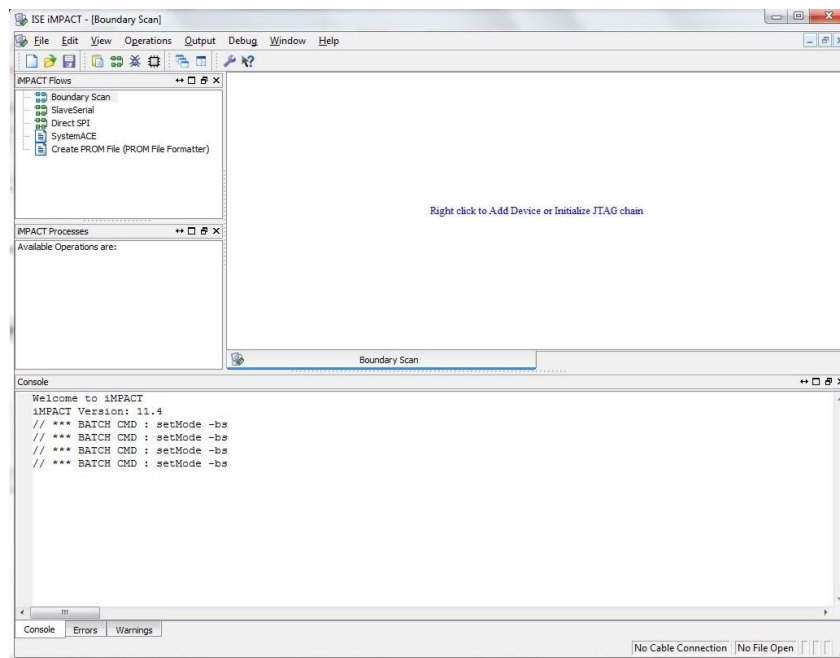 ISE iMPACT - [Boundary Scan]
File Edit View Operations Output Debug Window Help
iMPACT Flows
Boundary Scan
SlaveSerial
Direct SPI
SystemACE
Create PROM File (PROM File Formatter)
Right click to Add Device or Initialize JTAG chain
iMPACT Processes
Available Operations are:
Boundary Scan
Console
Welcome to iMPACT
iMPACT Version: 11.4
// *** BATCH CMD : setMode -bs
// *** BATCH CMD : setMode -bs
// *** BATCH CMD : setMode -bs
// *** BATCH CMD : setMode -bs
Console Errors Warnings
No Cable Connection No File Open